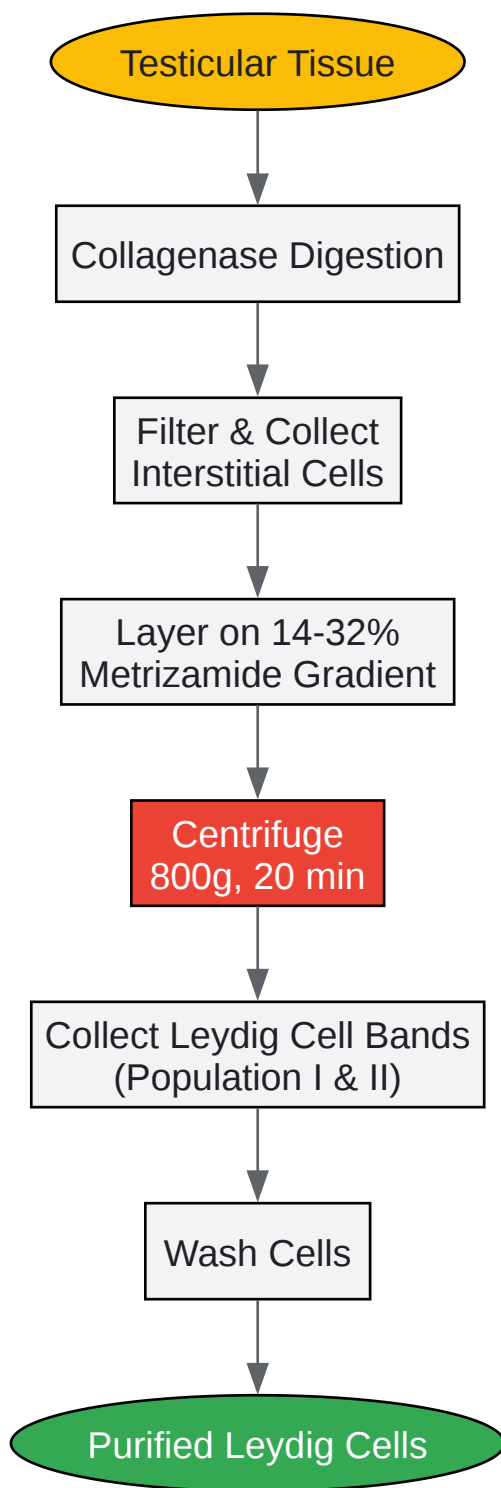 Testicular Tissue
Collagenase Digestion
Filter & Collect
Interstitial Cells
Layer on 14-32%
Metrizamide Gradient
Centrifuge
800g, 20 min
Collect Leydig Cell Bands
(Population I & II)
Wash Cells
Purified Leydig Cells